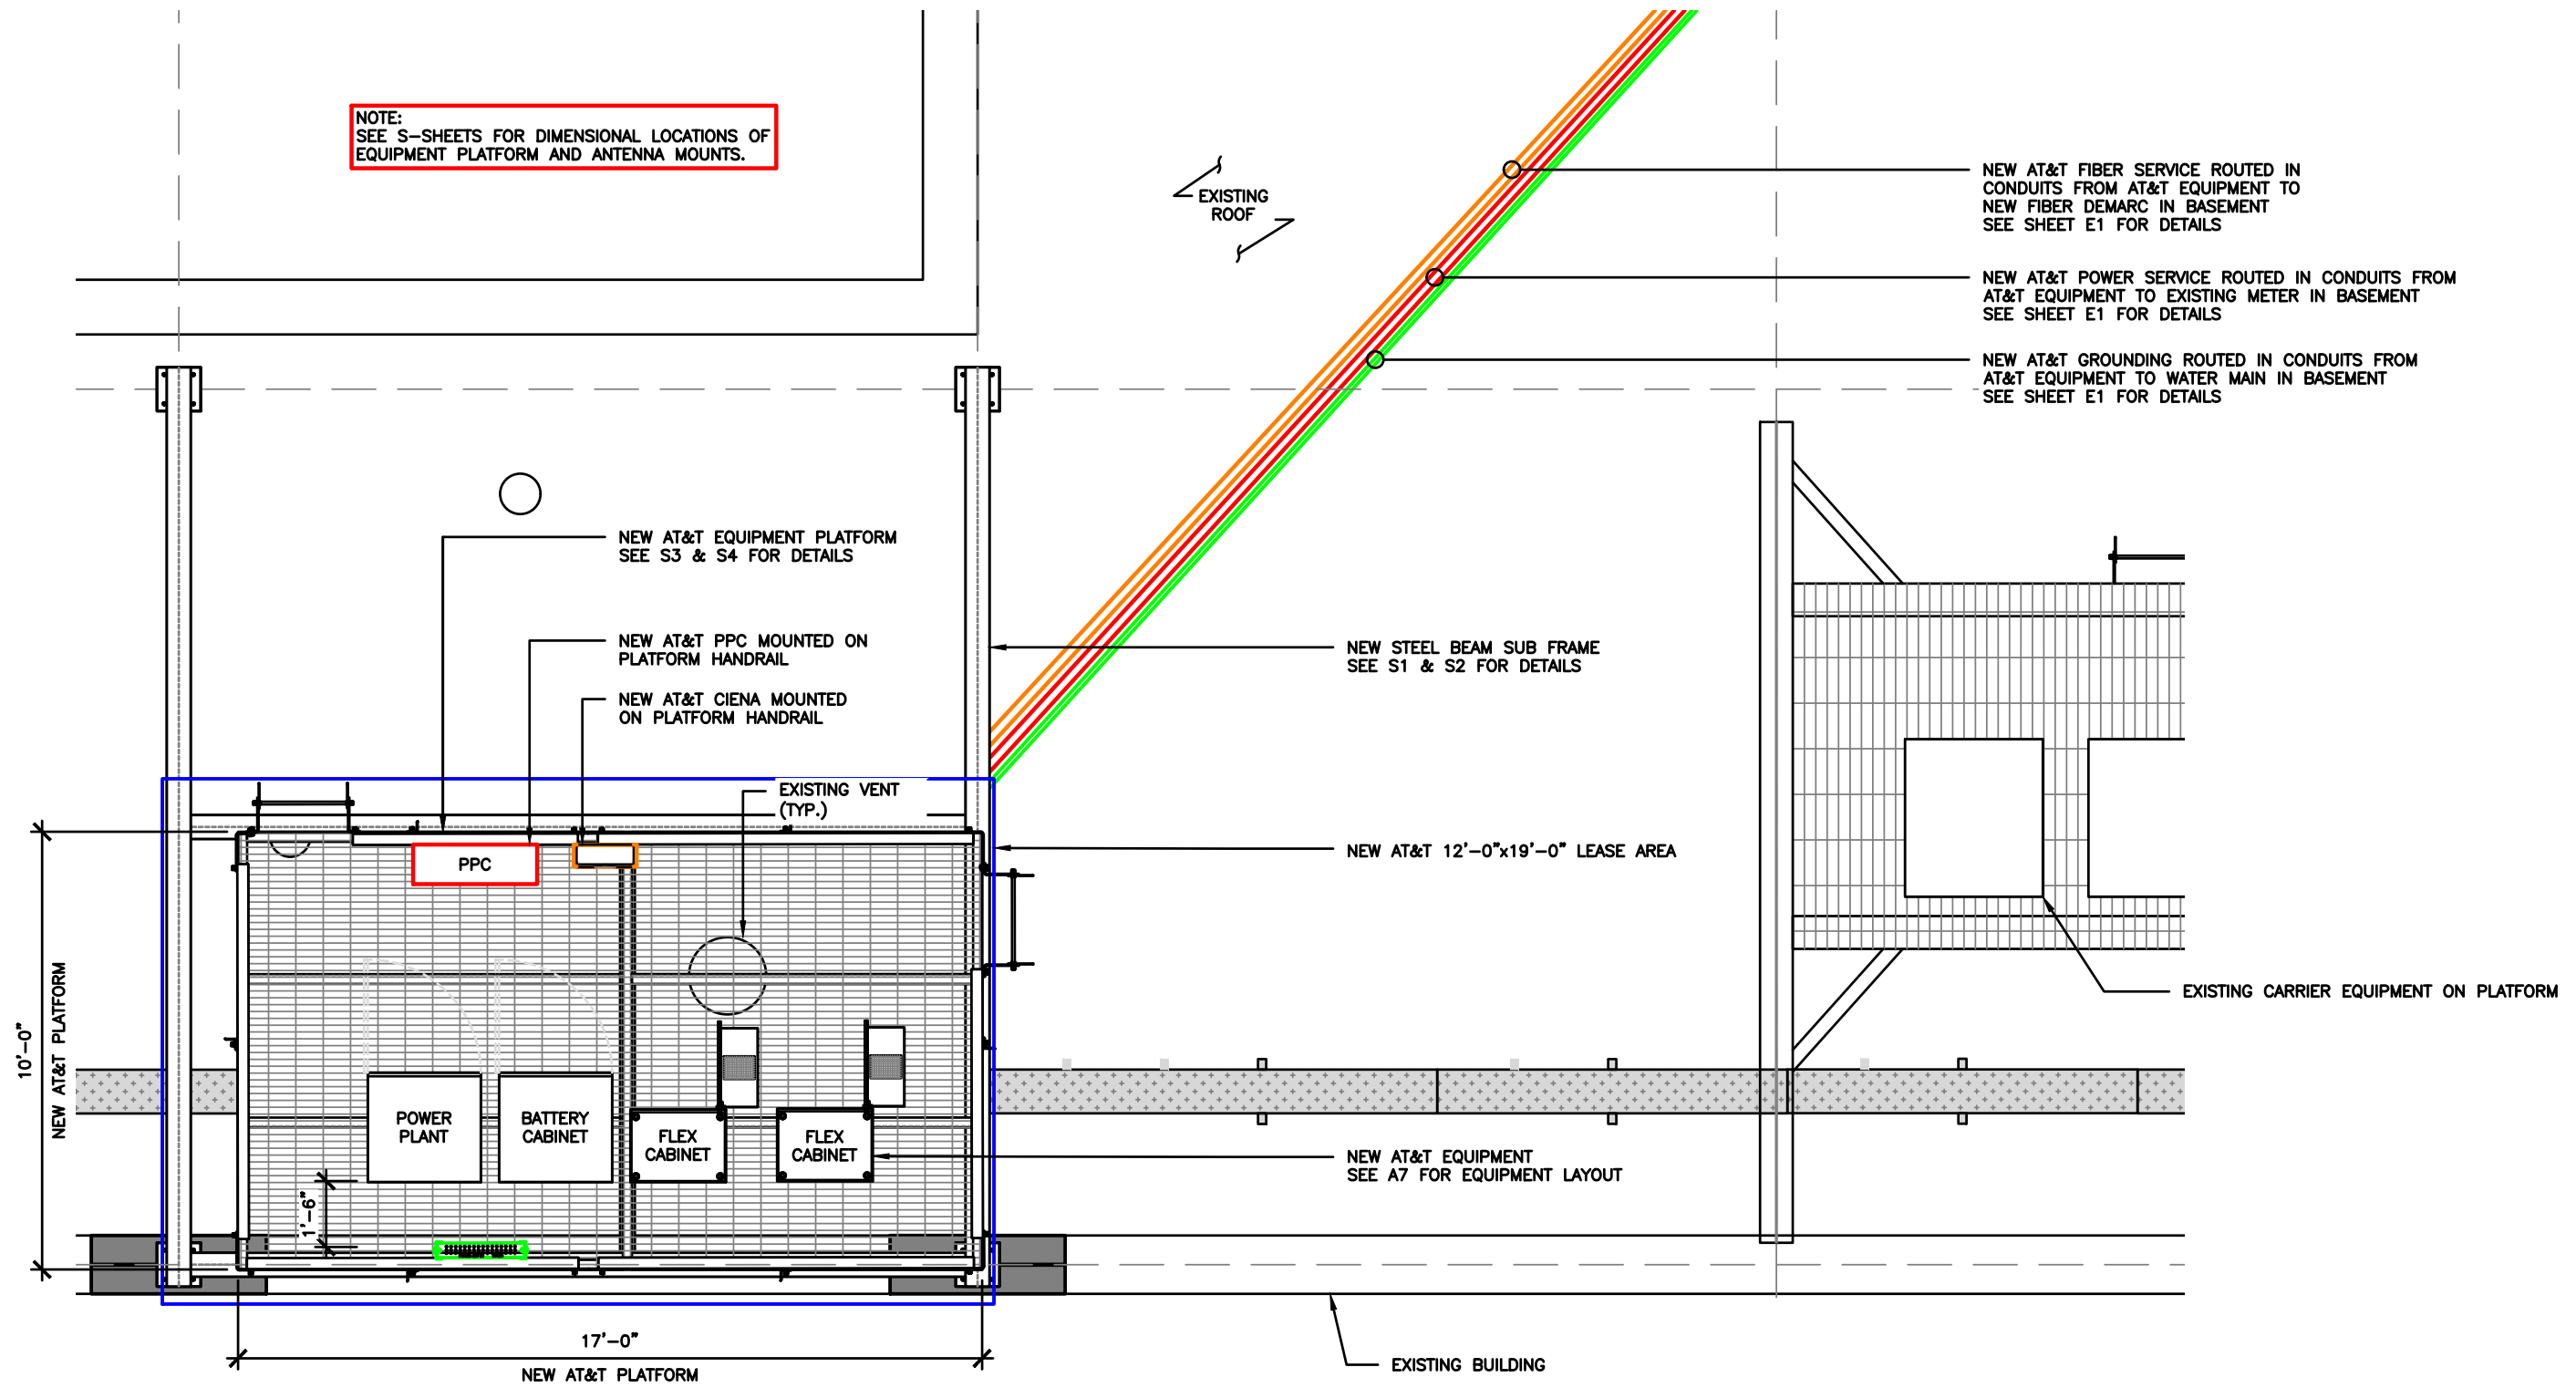 NOTE:
SEE S-SHEETS FOR DIMENSIONAL LOCATIONS OF
EQUIPMENT PLATFORM AND ANTENNA MOUNTS.
EXISTING
ROOF
NEW AT&T FIBER SERVICE ROUTED IN
CONDUITS FROM AT&T EQUIPMENT TO
NEW FIBER DEMARC IN BASEMENT
SEE SHEET E1 FOR DETAILS
NEW AT&T POWER SERVICE ROUTED IN CONDUITS FROM
AT&T EQUIPMENT TO EXISTING METER IN BASEMENT
SEE SHEET E1 FOR DETAILS
NEW AT&T GROUNDING ROUTED IN CONDUITS FROM
AT&T EQUIPMENT TO WATER MAIN IN BASEMENT
SEE SHEET E1 FOR DETAILS
NEW AT&T EQUIPMENT PLATFORM
SEE S3 & S4 FOR DETAILS
NEW AT&T PPC MOUNTED ON
PLATFORM HANDRAIL
NEW AT&T CIENA MOUNTED
ON PLATFORM HANDRAIL
NEW STEEL BEAM SUB FRAME
SEE S1 & S2 FOR DETAILS
EXISTING VENT
(TYP.)
NEW AT&T 12'-0"x19'-0" LEASE AREA
PPC
EXISTING CARRIER EQUIPMENT ON PLATFORM
10'-0"
NEW AT&T PLATFORM
POWER
PLANT
BATTERY
CABINET
FLEX
CABINET
FLEX
CABINET
NEW AT&T EQUIPMENT
SEE A7 FOR EQUIPMENT LAYOUT
1'-6"
17'-0"
NEW AT&T PLATFORM
EXISTING BUILDING